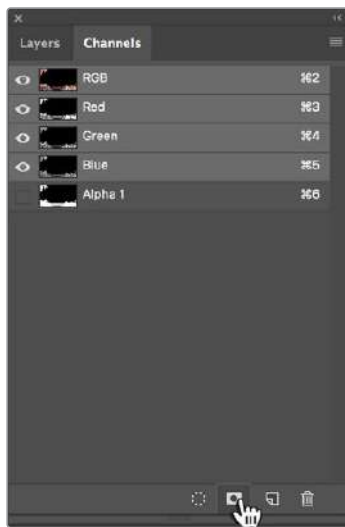 Layers Channels
RGB ⌘2
Red ⌘3
Green ⌘4
Blue ⌘5
Alpha 1 ⌘6